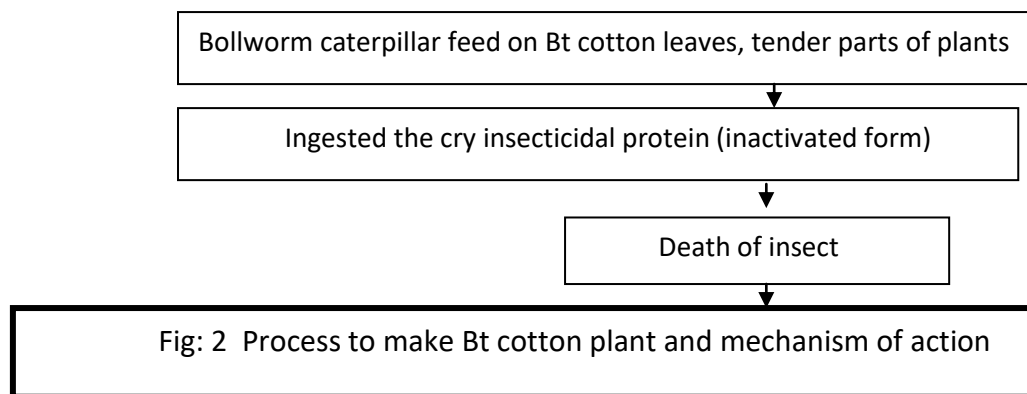 Bollworm caterpillar feed on Bt cotton leaves, tender parts of plants
Ingested the cry insecticidal protein (inactivated form)
Death of insect
Fig: 2 Process to make Bt cotton plant and mechanism of action